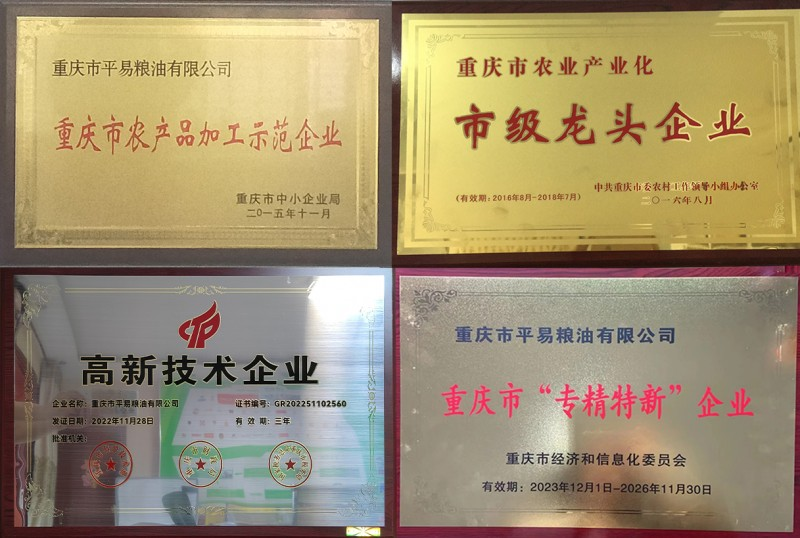 重庆市平易粮油有限公司
重庆市农产品加工示范企业
重庆市中小企业局
二〇一五年十一月
重庆市农业产业化
市级龙头企业
中共重庆市委农村工作领导小组办公室
(有效期:2016年8月-2018年7月)
二〇一六年八月
高新技术企业
企业名称:重庆市平易粮油有限公司
证书编号:GR202251102560
发证日期:2022年11月28日
有 效 期:三年
批准机关:
重庆市平易粮油有限公司
重庆市“专精特新”企业
重庆市经济和信息化委员会
有效期:2023年12月1日-2026年11月30日